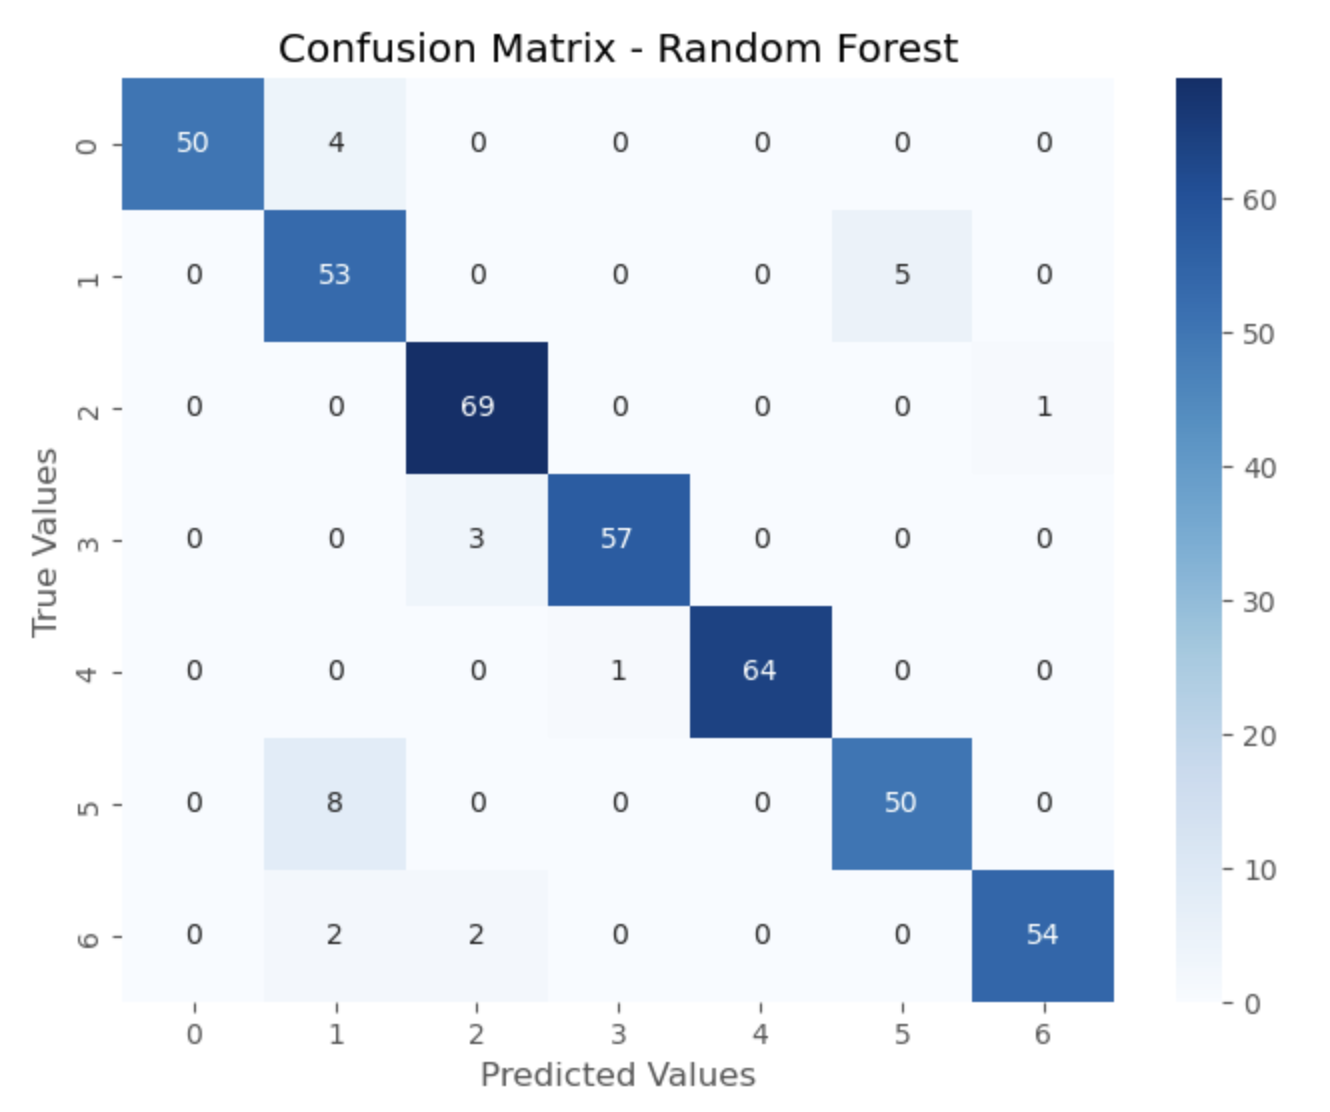 Confusion Matrix - Random Forest
0 50 4 0 0 0 0 0
1 0 53 0 0 0 5 0 60
2 0 0 69 0 0 0 1 50
3 0 0 3 57 0 0 0 40
4 0 0 0 1 64 0 0 30
5 0 8 0 0 0 50 0 20
6 0 2 2 0 0 0 54 10
0
True Values
0 1 2 3 4 5 6
Predicted Values